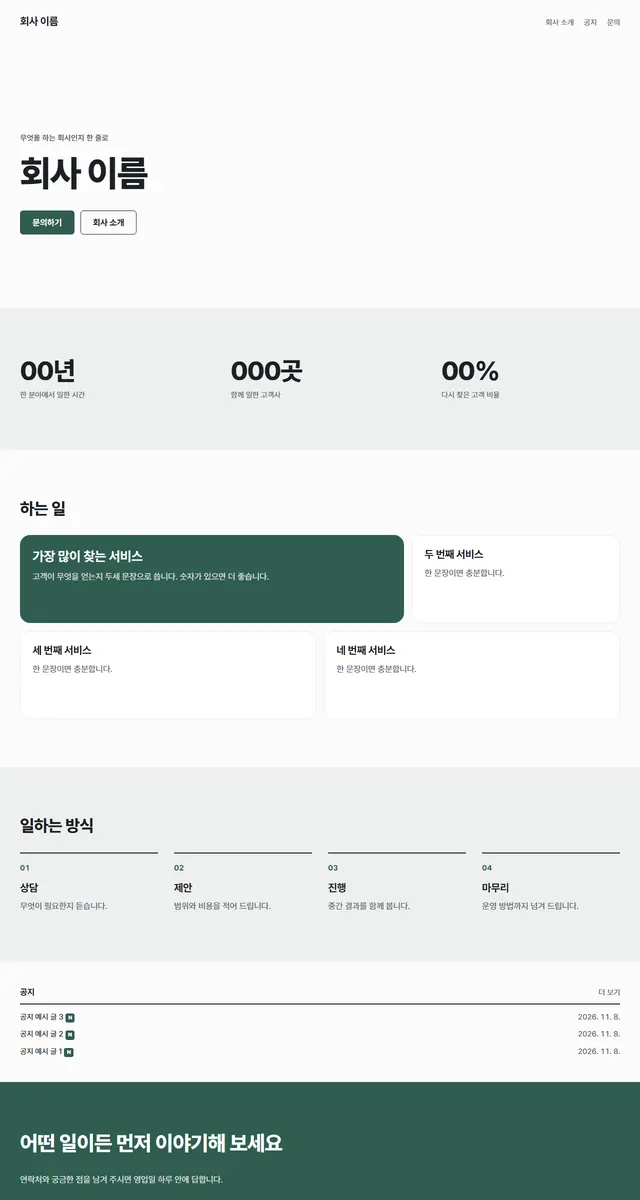 회사 이름
회사 소개 공지 문의
무엇을 하는 회사인지 한 줄로
회사 이름
문의하기 회사 소개
00년 000곳 00%
한 분야에서 일한 시간 함께 일한 고객사 다시 찾은 고객 비율
하는 일
가장 많이 찾는 서비스
고객이 무엇을 얻는지 두세 문장으로 씁니다. 숫자가 있으면 더 좋습니다.
두 번째 서비스
한 문장이면 충분합니다.
세 번째 서비스
한 문장이면 충분합니다.
네 번째 서비스
한 문장이면 충분합니다.
일하는 방식
01 02 03 04
상담 제안 진행 마무리
무엇이 필요한지 듣습니다. 범위와 비용을 적어 드립니다. 중간 결과를 함께 봅니다. 운영 방법까지 넘겨 드립니다.
공지 더 보기
공지 예시 글 3 N 2026. 11. 8.
공지 예시 글 2 N 2026. 11. 8.
공지 예시 글 1 N 2026. 11. 8.
어떤 일이든 먼저 이야기해 보세요
연락처와 궁금한 점을 남겨 주시면 영업일 하루 안에 답합니다.